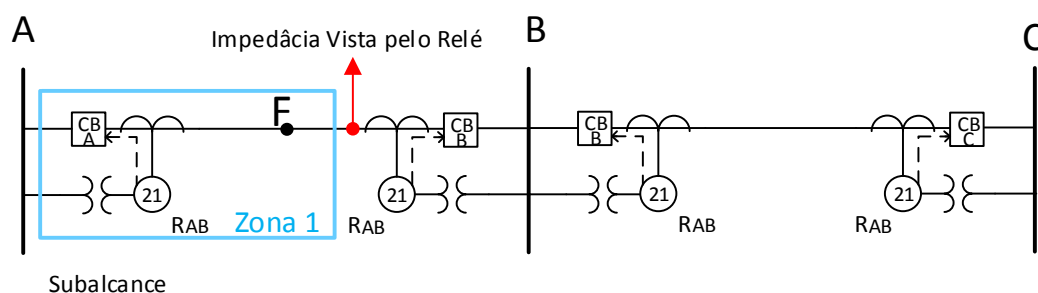 A
Impedâcia Vista pelo Relé
B
C
F
CB
A
CB
B
CB
B
CB
C
21
21
21
21
RAB
Zona 1
RAB
RAB
RAB
Subalcance